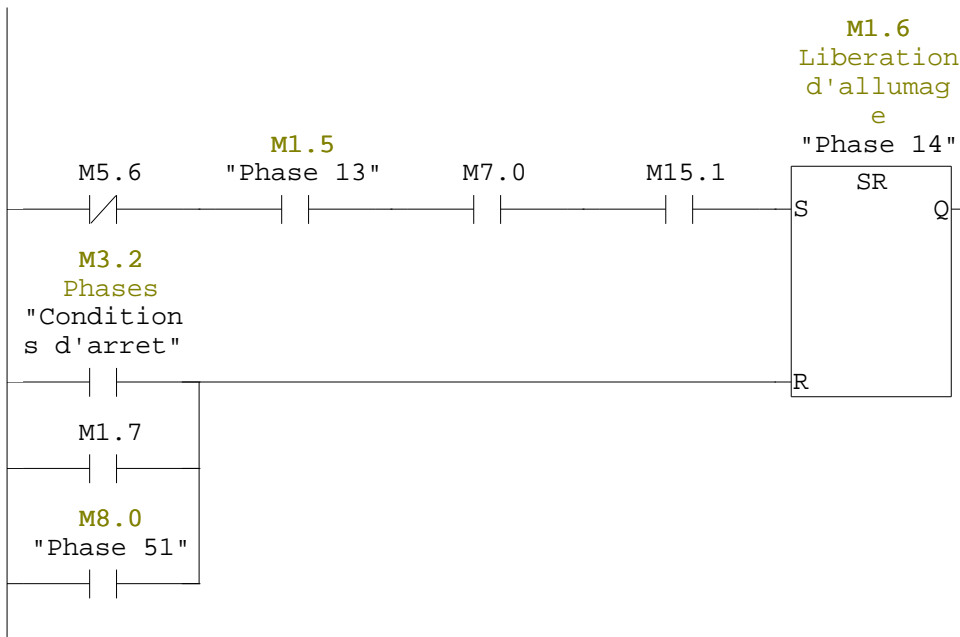 M1.6
Liberation
d'allumag
e
"Phase 14"
M5.6
M1.5
"Phase 13"
M7.0
M15.1
SR
S
Q
M3.2
Phases
"Condition
s d'arret"
R
M1.7
M8.0
"Phase 51"